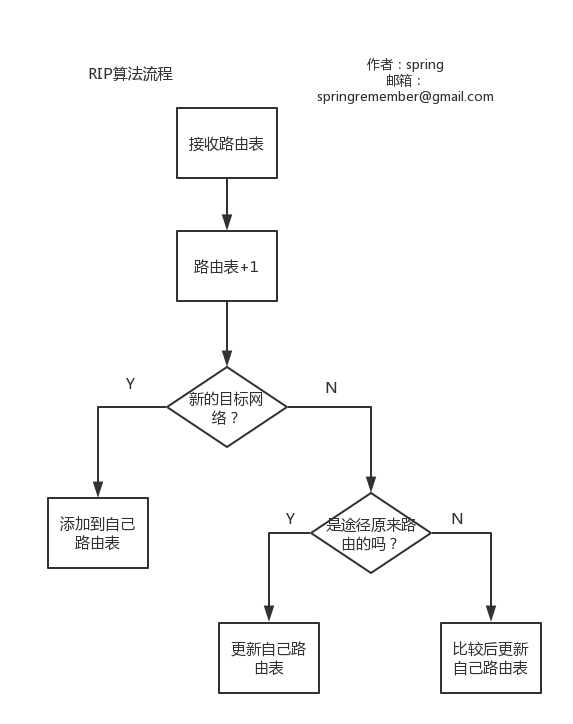 RIP算法流程
作者：spring
邮箱：
springremember@gmail.com
接收路由表
路由表+1
Y
N
新的目标网
络？
添加到自己
路由表
Y
N
是途径原来路
由的吗？
更新自己路
由表
比较后更新
自己路由表